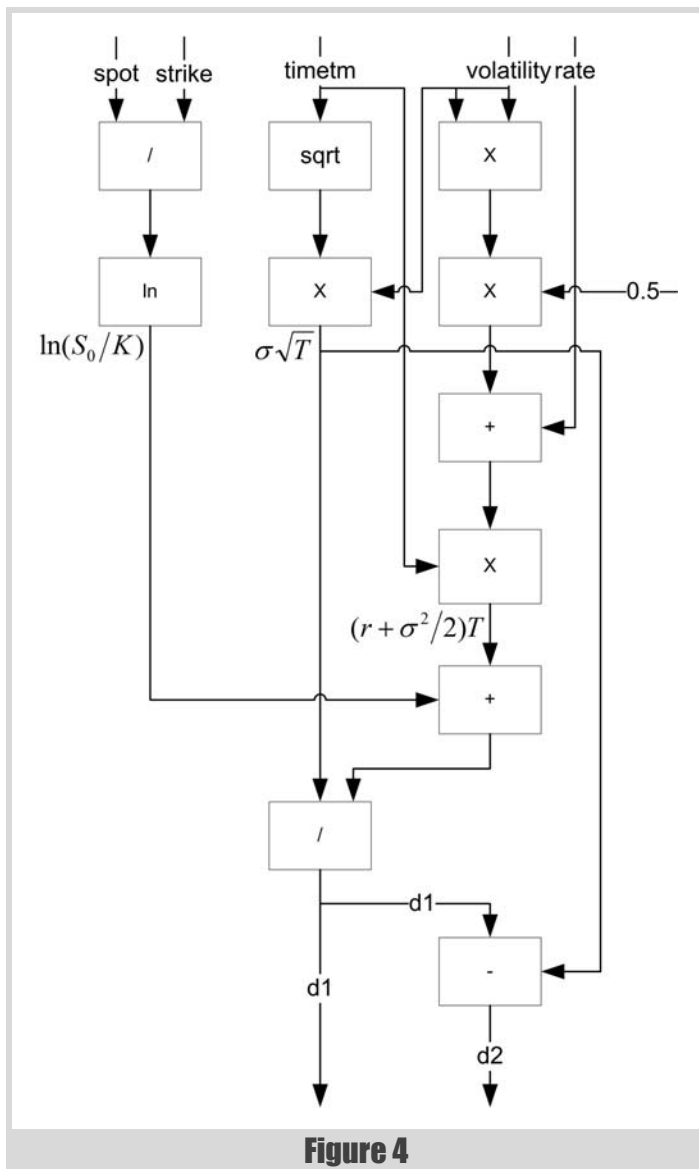 spot strike timetm volatility rate
/ sqrt X
ln X X 0.5
ln(S₀/K) σ√T
+
X
(r + σ²/2)T
+
/
d1
-
d1
d2
Figure 4